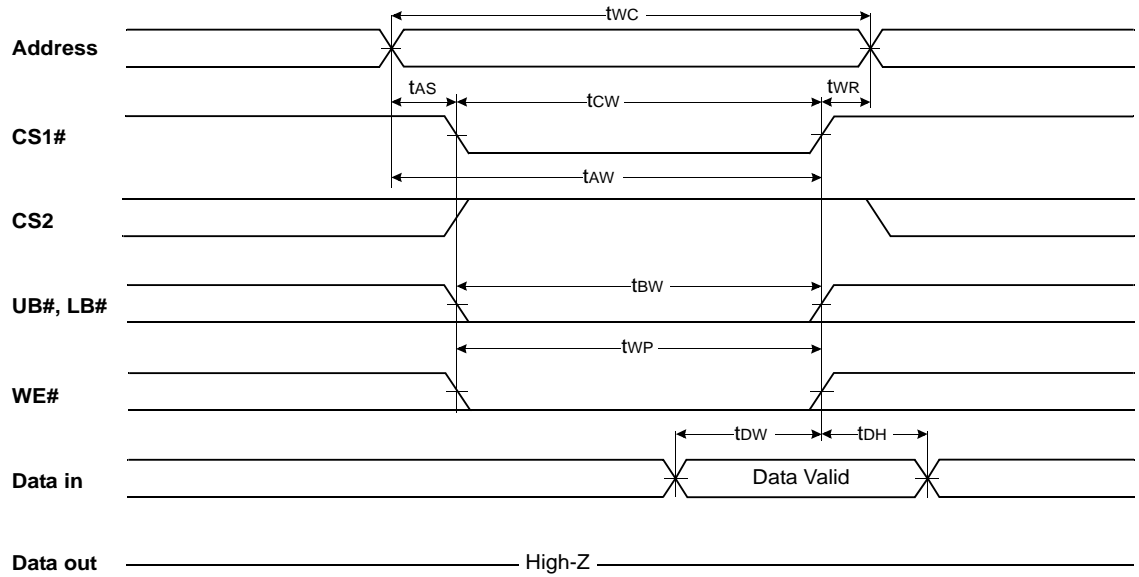 tWC
Address
tAS
tCW
tWR
CS1#
tAW
CS2
tBW
UB#, LB#
tWP
WE#
tDW
tDH
Data in
Data Valid
Data out
High-Z